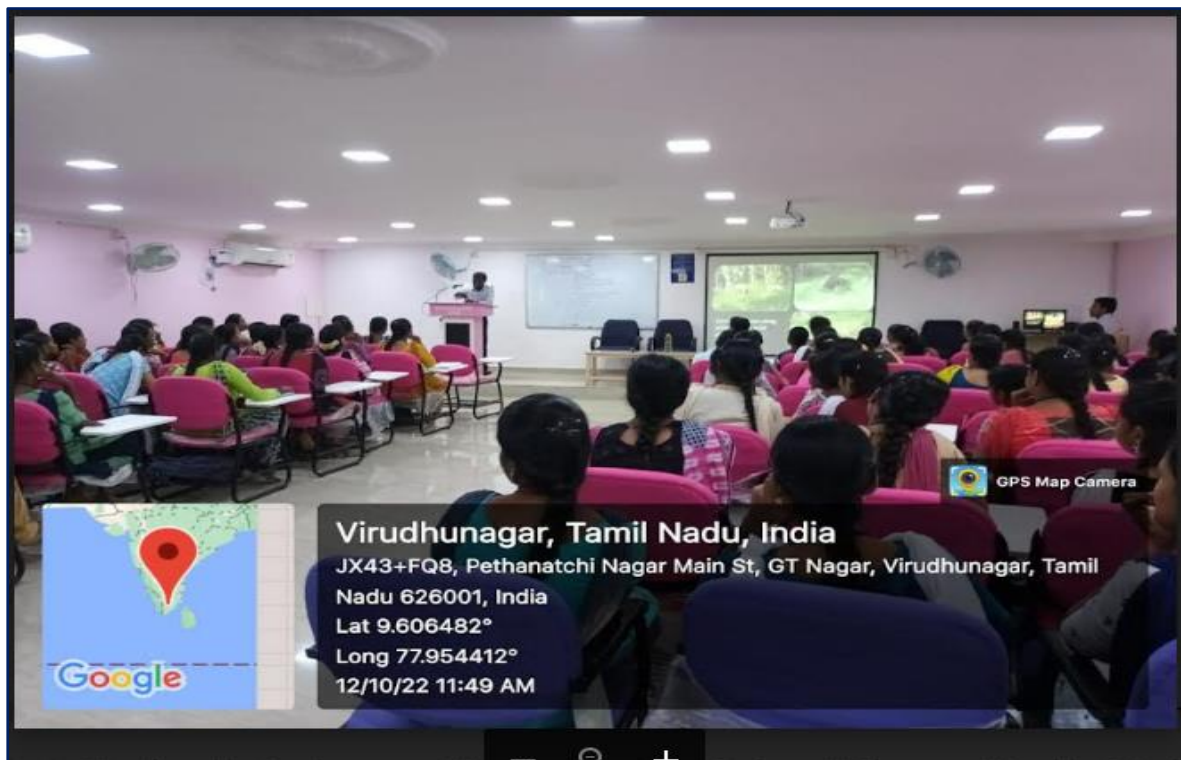 GPS Map Camera
Virudhunagar, Tamil Nadu, India
JX43+FQ8, Pethanatchi Nagar Main St, GT Nagar, Virudhunagar, Tamil
Nadu 626001, India
Lat 9.606482°
Long 77.954412°
12/10/22 11:49 AM
Google